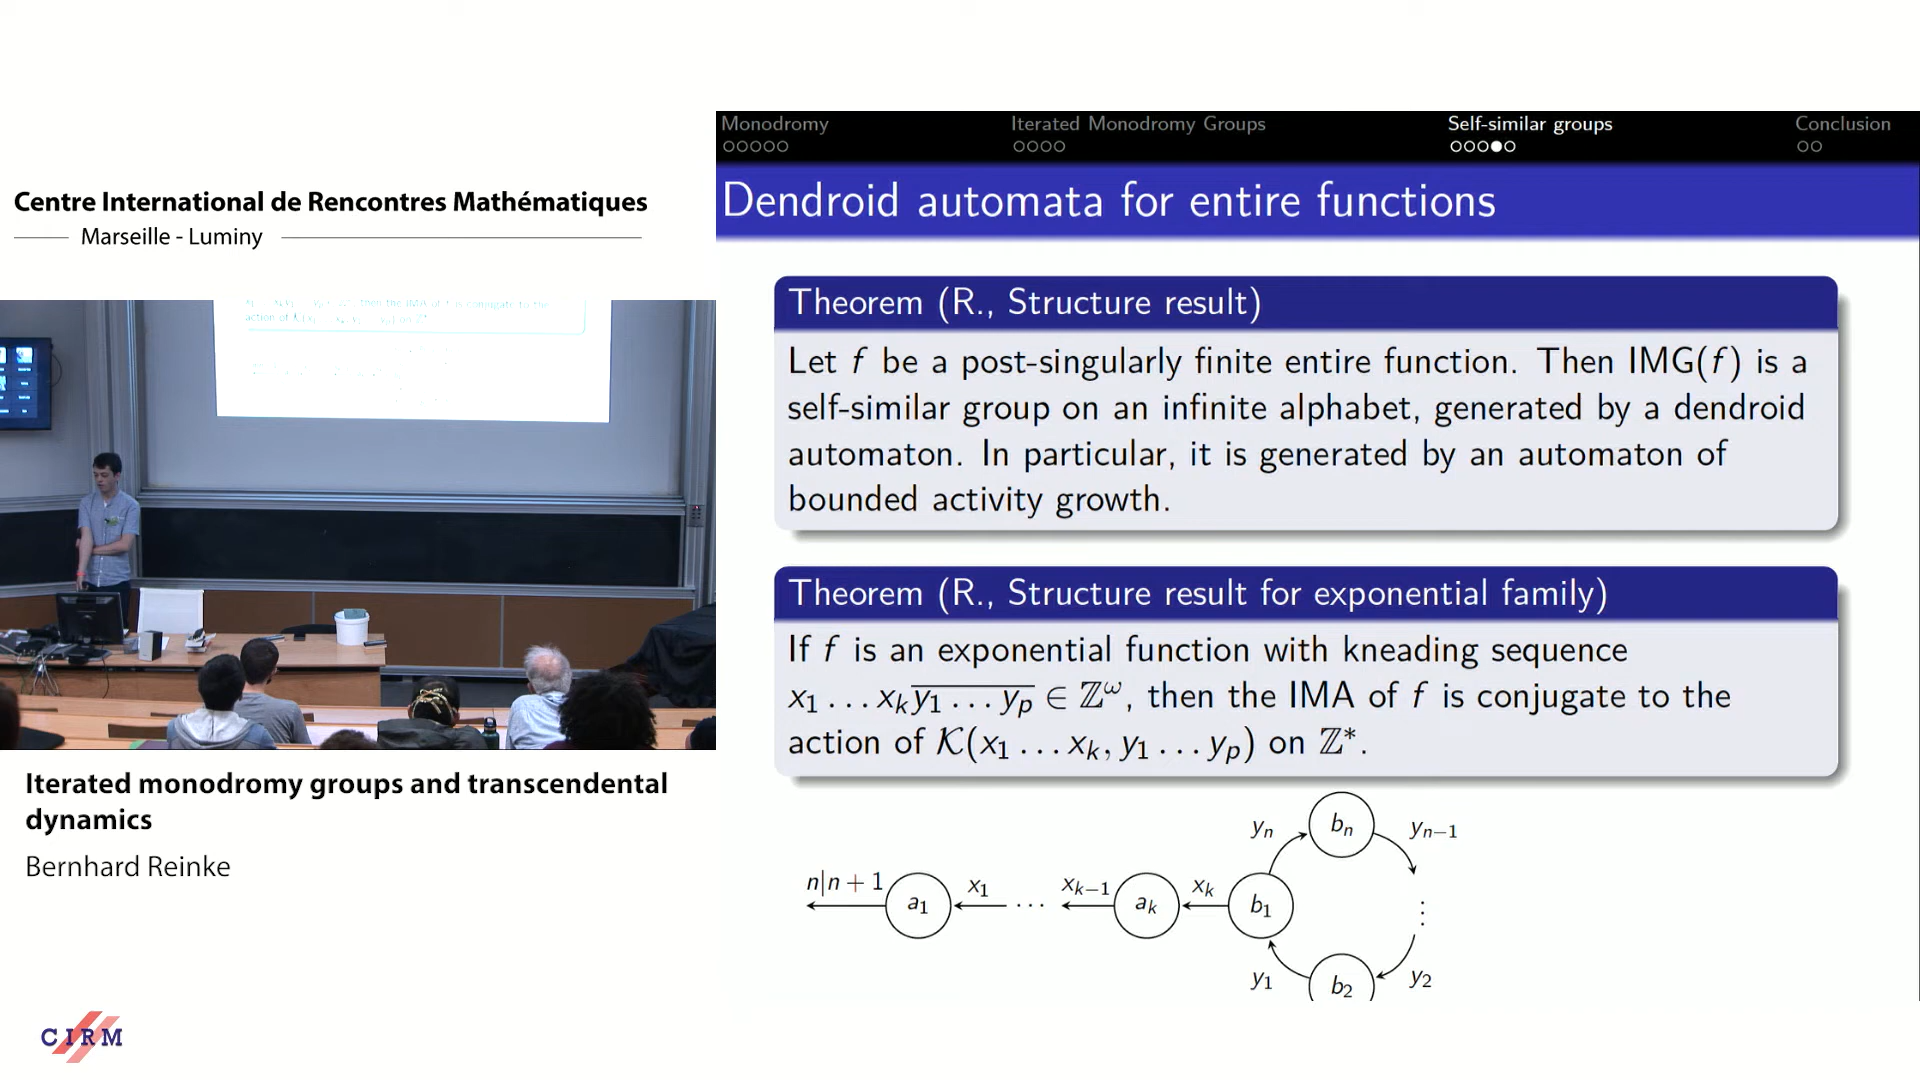 Centre International de Rencontres Mathématiques
Marseille - Luminy
Iterated monodromy groups and transcendental
dynamics
Bernhard Reinke
CIRM
Monodromy
Iterated Monodromy Groups
Self-similar groups
Conclusion
Dendroid automata for entire functions
Theorem (R., Structure result)
Let f be a post-singularly finite entire function. Then IMG(f) is a
self-similar group on an infinite alphabet, generated by a dendroid
automaton. In particular, it is generated by an automaton of
bounded activity growth.
Theorem (R., Structure result for exponential family)
If f is an exponential function with kneading sequence
x₁ … xₖy̅₁̅ ̅…̅ ̅y̅ₚ ∈ ℤ^ω, then the IMA of f is conjugate to the
action of 𝒦(x₁ … xₖ, y₁ … yₚ) on ℤ*.
yₙ bₙ yₙ₋₁
n|n + 1 a₁ x₁ ⋯ xₖ₋₁ aₖ xₖ b₁ ⋮
y₁ b₂ y₂